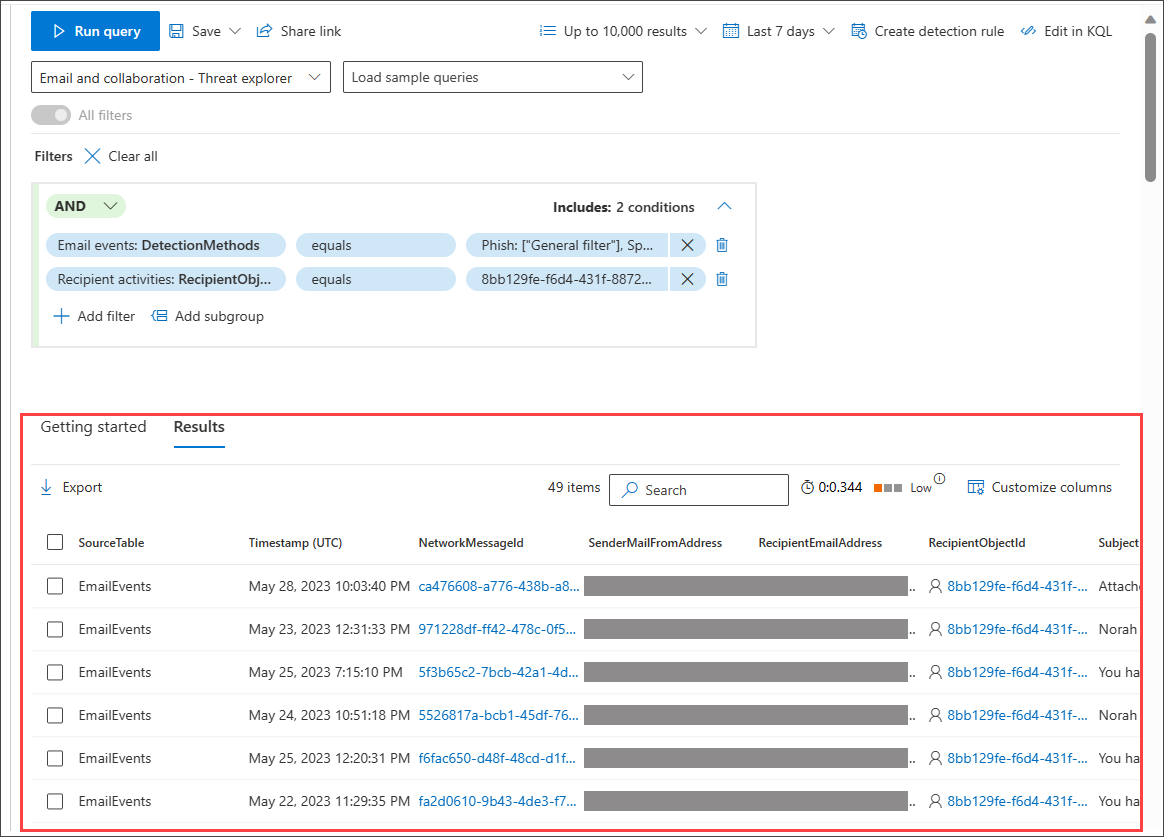 Run query Save Share link Up to 10,000 results Last 7 days Create detection rule Edit in KQL
Email and collaboration - Threat explorer Load sample queries
All filters
Filters Clear all
AND Includes: 2 conditions
Email events: DetectionMethods equals Phish: ["General filter"], Sp...
Recipient activities: RecipientObj... equals 8bb129fe-f6d4-431f-8872...
Add filter Add subgroup
Getting started Results
Export 49 items Search 0:0.344 Low Customize columns
SourceTable Timestamp (UTC) NetworkMessageId SenderMailFromAddress RecipientEmailAddress RecipientObjectId Subject
EmailEvents May 28, 2023 10:03:40 PM ca476608-a776-438b-a8... .. 8bb129fe-f6d4-431f-... Attache
EmailEvents May 23, 2023 12:31:33 PM 971228df-ff42-478c-0f5... .. 8bb129fe-f6d4-431f-... Norah
EmailEvents May 25, 2023 7:15:10 PM 5f3b65c2-7bcb-42a1-4d... .. 8bb129fe-f6d4-431f-... You ha
EmailEvents May 24, 2023 10:51:18 PM 5526817a-bcb1-45df-76... .. 8bb129fe-f6d4-431f-... Norah
EmailEvents May 25, 2023 12:20:31 PM f6fac650-d48f-48cd-d1f... .. 8bb129fe-f6d4-431f-... You ha
EmailEvents May 22, 2023 11:29:35 PM fa2d0610-9b43-4de3-f7... .. 8bb129fe-f6d4-431f-... You ha